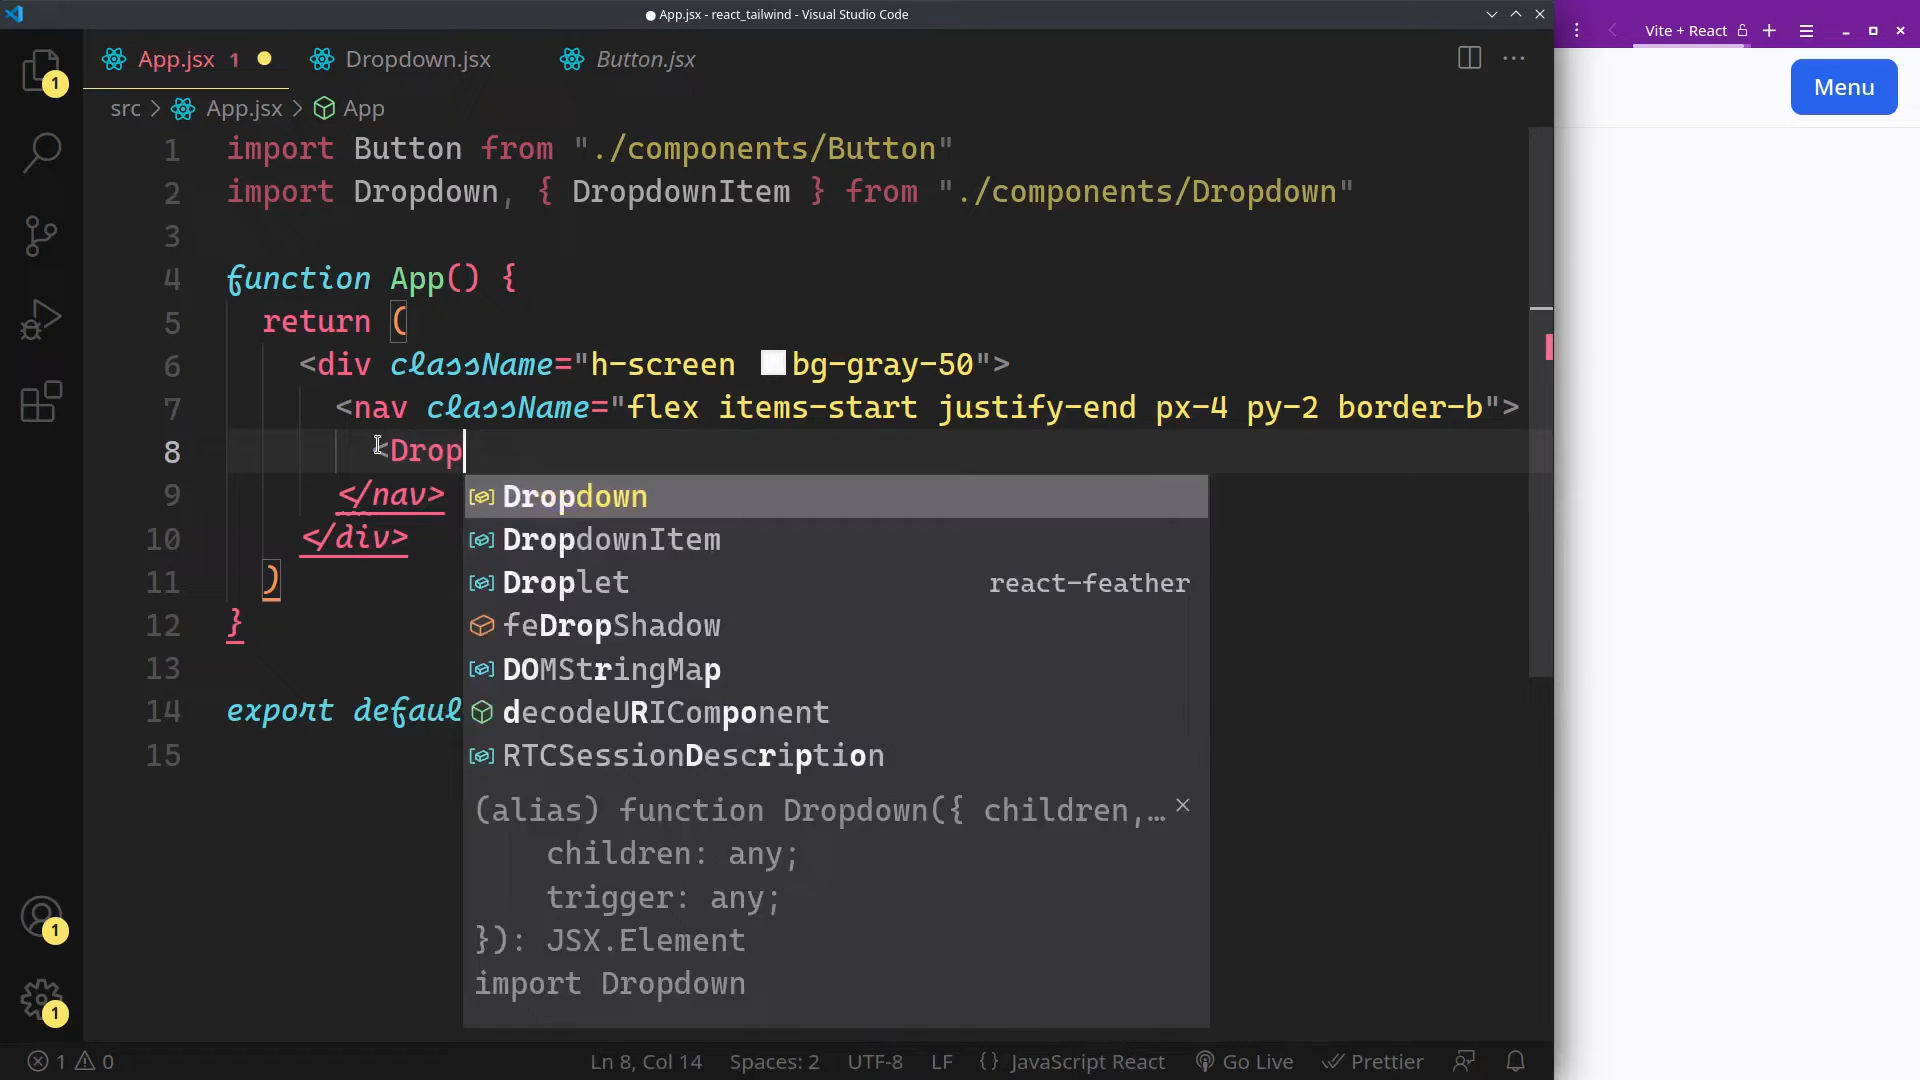 App.jsx - react_tailwind - Visual Studio Code
App.jsx 1
Dropdown.jsx
Button.jsx
Vite + React
Menu
1
src > App.jsx > App
1 import Button from "./components/Button"
2 import Dropdown, { DropdownItem } from "./components/Dropdown"
3
4 function App() {
5 return (
6 <div className="h-screen bg-gray-50">
7 <nav className="flex items-start justify-end px-4 py-2 border-b">
8 <Drop
9 </nav>
10 </div>
11 )
12 }
13
14 export defaul
15
Dropdown
DropdownItem
Droplet react-feather
feDropShadow
DOMStringMap
decodeURIComponent
RTCSessionDescription
(alias) function Dropdown({ children,…
children: any;
trigger: any;
}): JSX.Element
import Dropdown
1
1
1 0 Ln 8, Col 14 Spaces: 2 UTF-8 LF {} JavaScript React Go Live Prettier